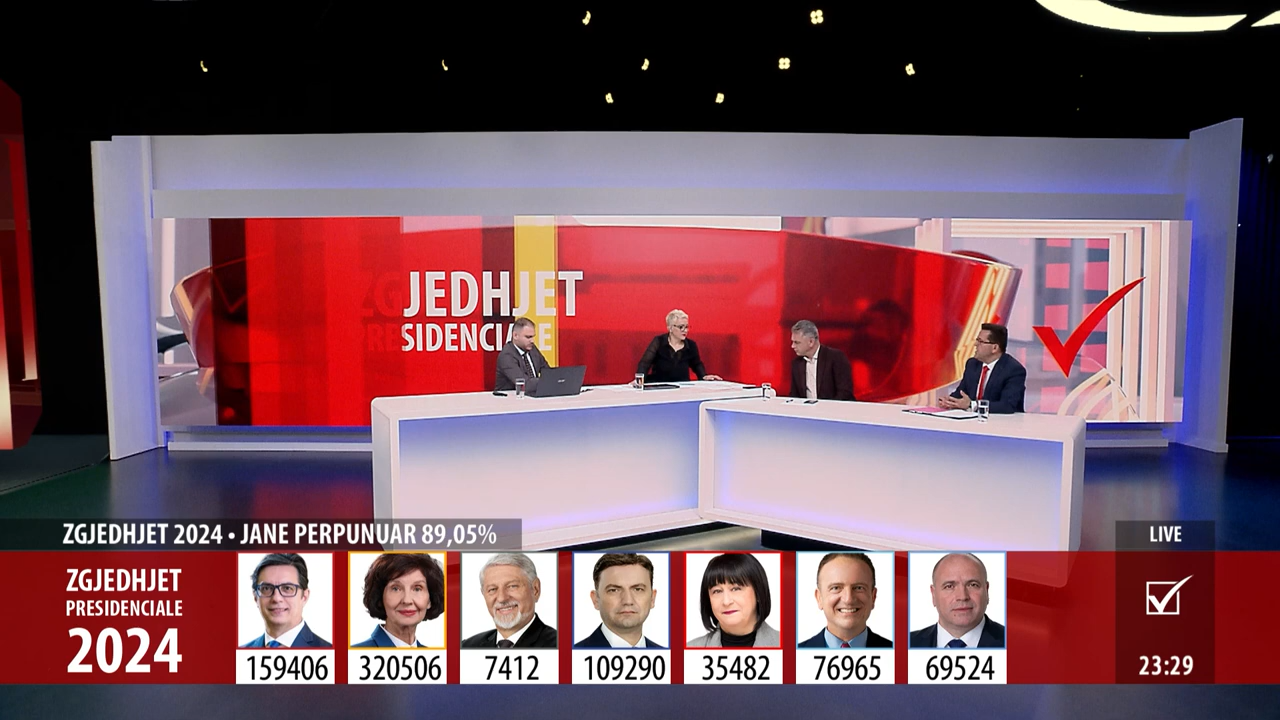 ZGJEDHJET
PRESIDENCIALE
ZGJEDHJET 2024 • JANE PERPUNUAR 89,05%
LIVE
ZGJEDHJET
PRESIDENCIALE
2024
159406
320506
7412
109290
35482
76965
69524
23:29